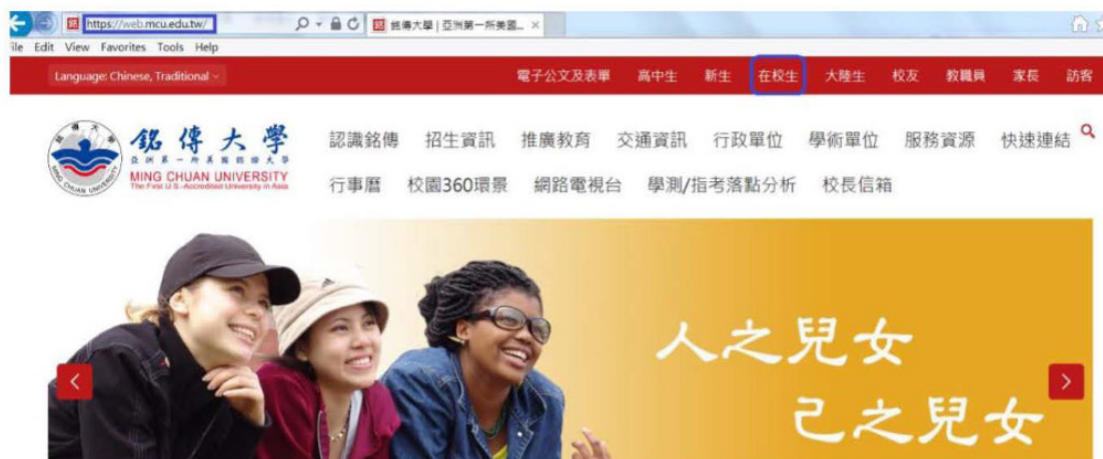 https://web.mcu.edu.tw/
銘傳大學 | 亞洲第一所美國...
ile Edit View Favorites Tools Help
Language: Chinese, Traditional
電子公文及表單 高中生 新生 在校生 大陸生 校友 教職員 家長 訪客
銘傳大學
亞洲第一所美國認證大學
MING CHUAN UNIVERSITY
The First U.S.-Accredited University in Asia
銘傳大學
MING CHUAN UNIVERSITY
認識銘傳 招生資訊 推廣教育 交通資訊 行政單位 學術單位 服務資源 快速連結
行事曆 校園360環景 網路電視台 學測/指考落點分析 校長信箱
人之兒女
己之兒女